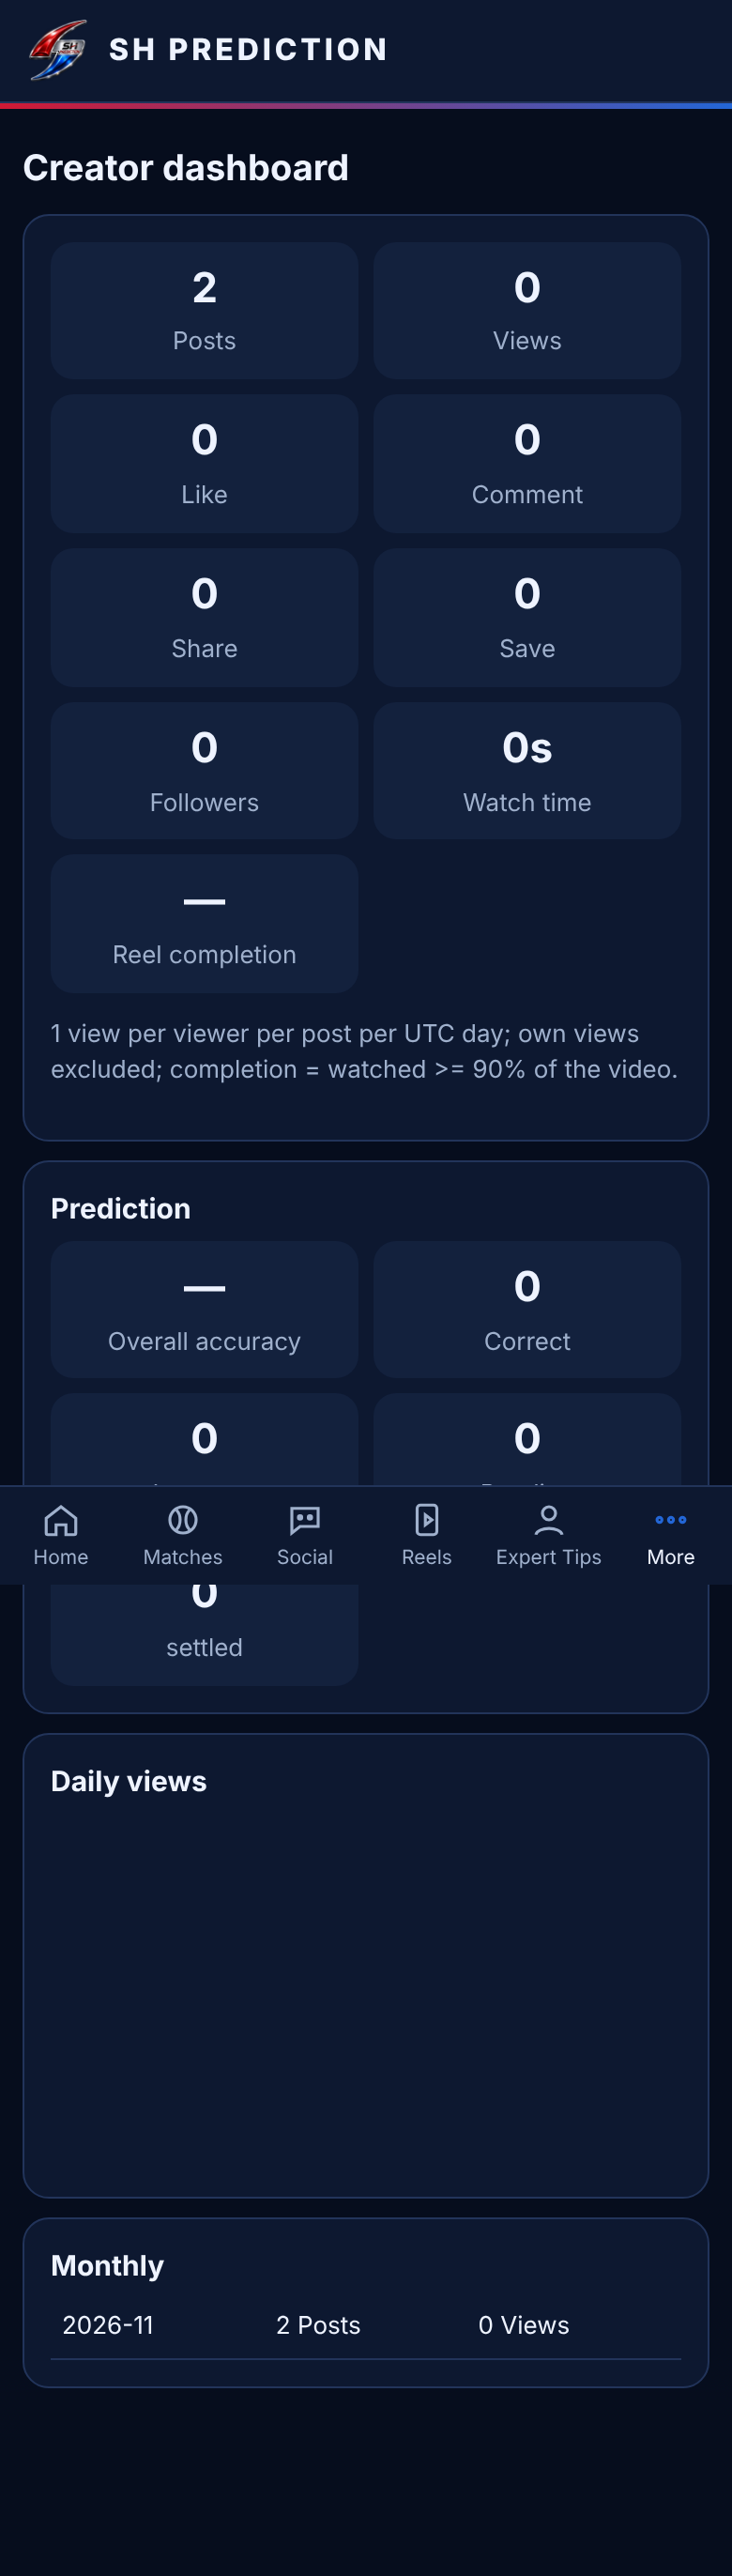 SH
SH PREDICTION
Creator dashboard
2
Posts
0
Views
0
Like
0
Comment
0
Share
0
Save
0
Followers
0s
Watch time
—
Reel completion
1 view per viewer per post per UTC day; own views
excluded; completion = watched >= 90% of the video.
Prediction
—
Overall accuracy
0
Correct
0
0
Home
Matches
Social
Reels
Expert Tips
More
0
settled
Daily views
Monthly
2026-11 2 Posts 0 Views